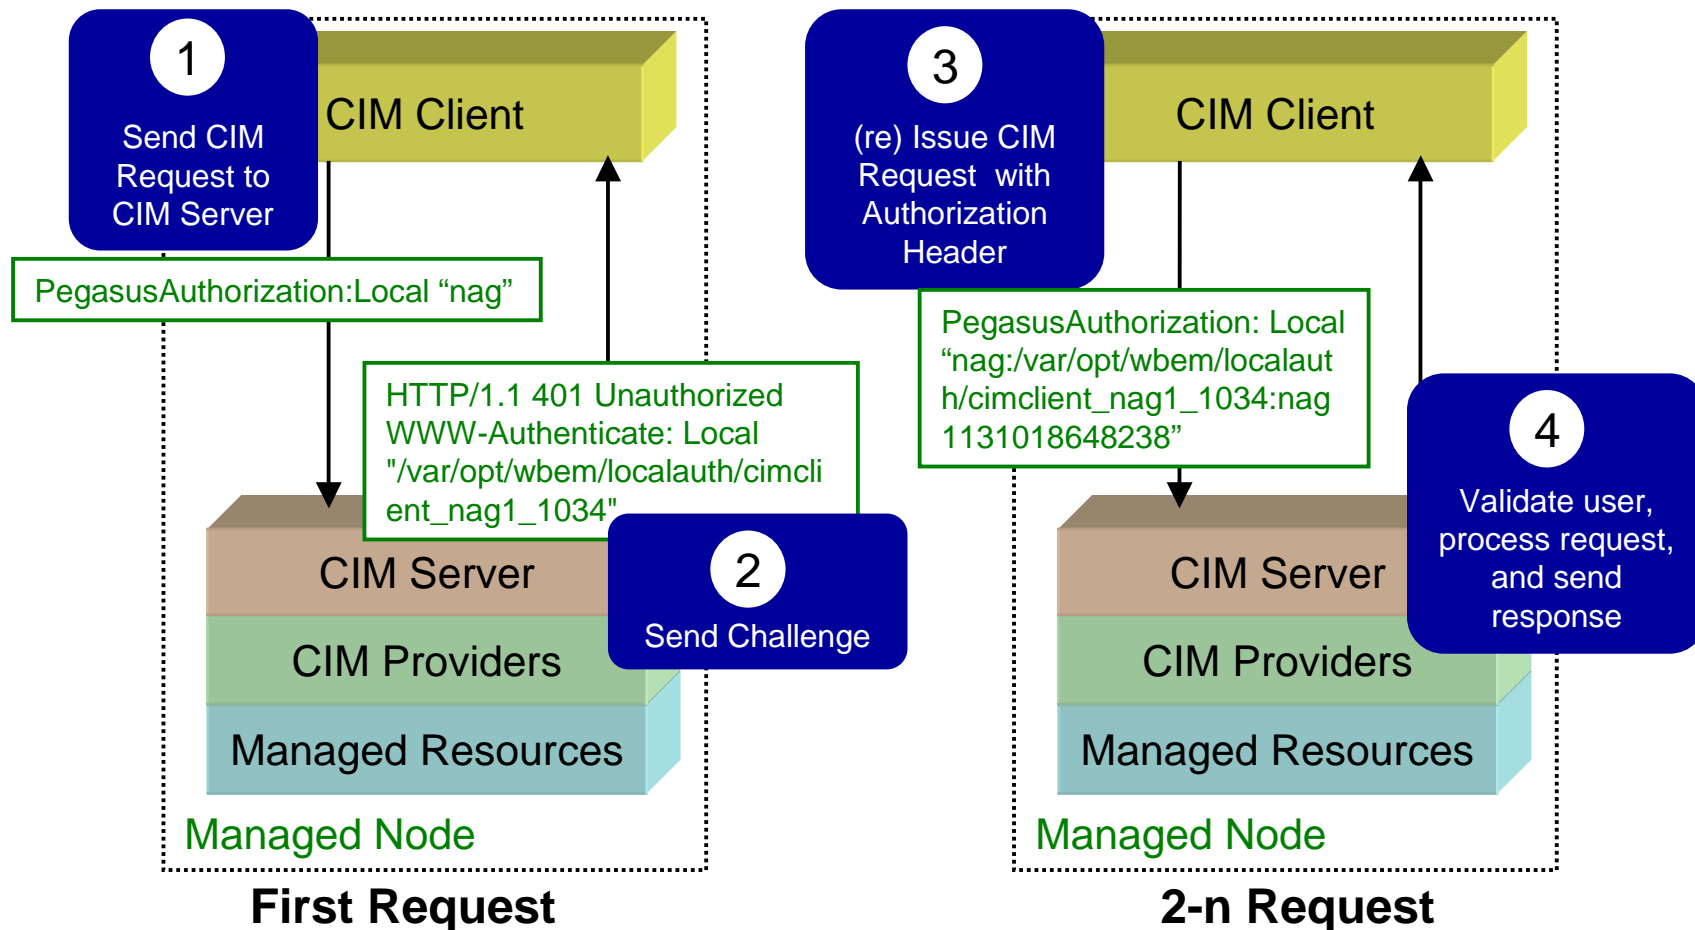 1
Send CIM
Request to
CIM Server
CIM Client
PegasusAuthorization:Local “nag”
HTTP/1.1 401 Unauthorized
WWW-Authenticate: Local
"/var/opt/wbem/localauth/cimcli
ent_nag1_1034"
2
Send Challenge
CIM Server
CIM Providers
Managed Resources
Managed Node
First Request
3
(re) Issue CIM
Request with
Authorization
Header
CIM Client
PegasusAuthorization: Local
“nag:/var/opt/wbem/localaut
h/cimclient_nag1_1034:nag
1131018648238”
4
Validate user,
process request,
and send
response
CIM Server
CIM Providers
Managed Resources
Managed Node
2-n Request